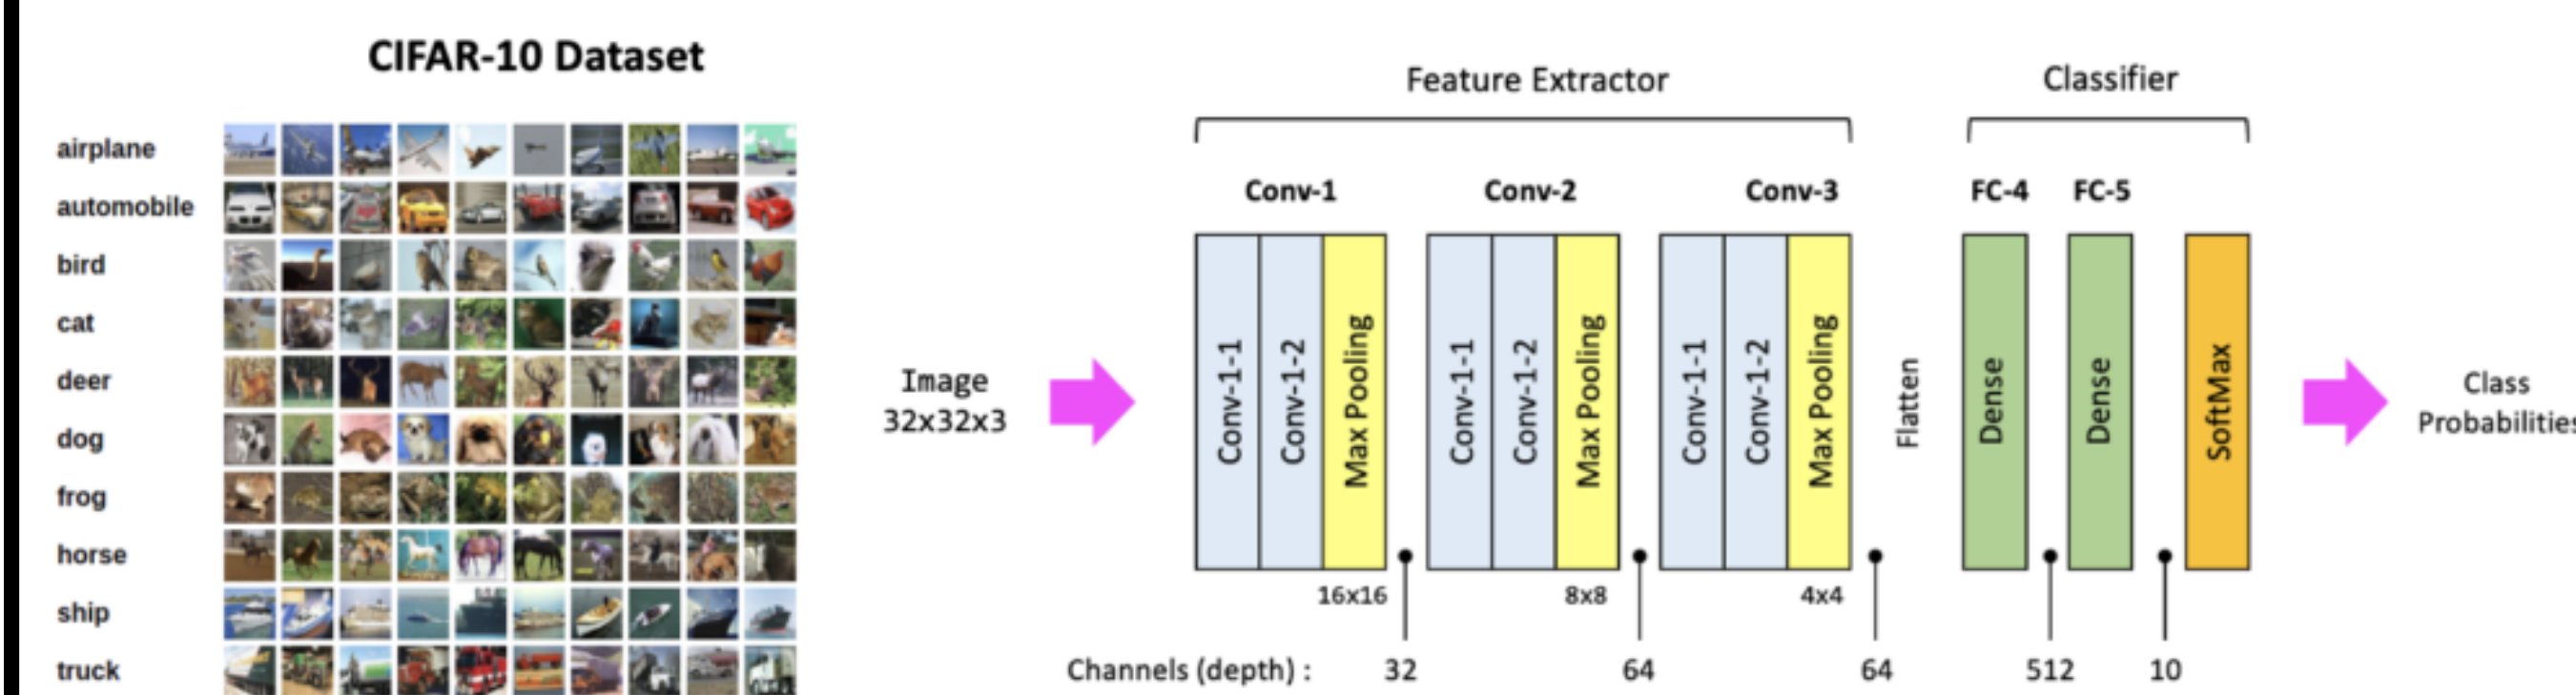 CIFAR-10 Dataset
airplane
automobile
bird
cat
deer
dog
frog
horse
ship
truck
Image
32x32x3
Feature Extractor
Classifier
Conv-1
Conv-2
Conv-3
FC-4
FC-5
Conv-1-1
Conv-1-2
Max Pooling
Conv-1-1
Conv-1-2
Max Pooling
Conv-1-1
Conv-1-2
Max Pooling
Flatten
Dense
Dense
SoftMax
16x16
8x8
4x4
Channels (depth) : 32 64 64 512 10
Class
Probabilities